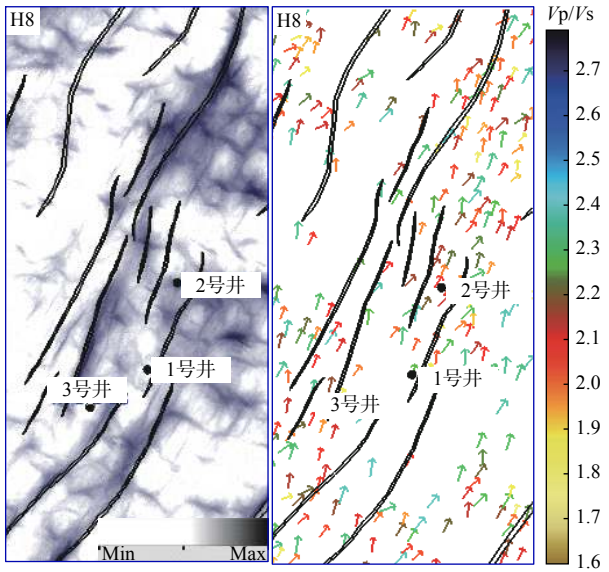 H8
2号井
1号井
3号井
Min
Max
H8
2号井
1号井
3号井
Vp/Vs
2.7
2.6
2.5
2.4
2.3
2.2
2.1
2.0
1.9
1.8
1.7
1.6